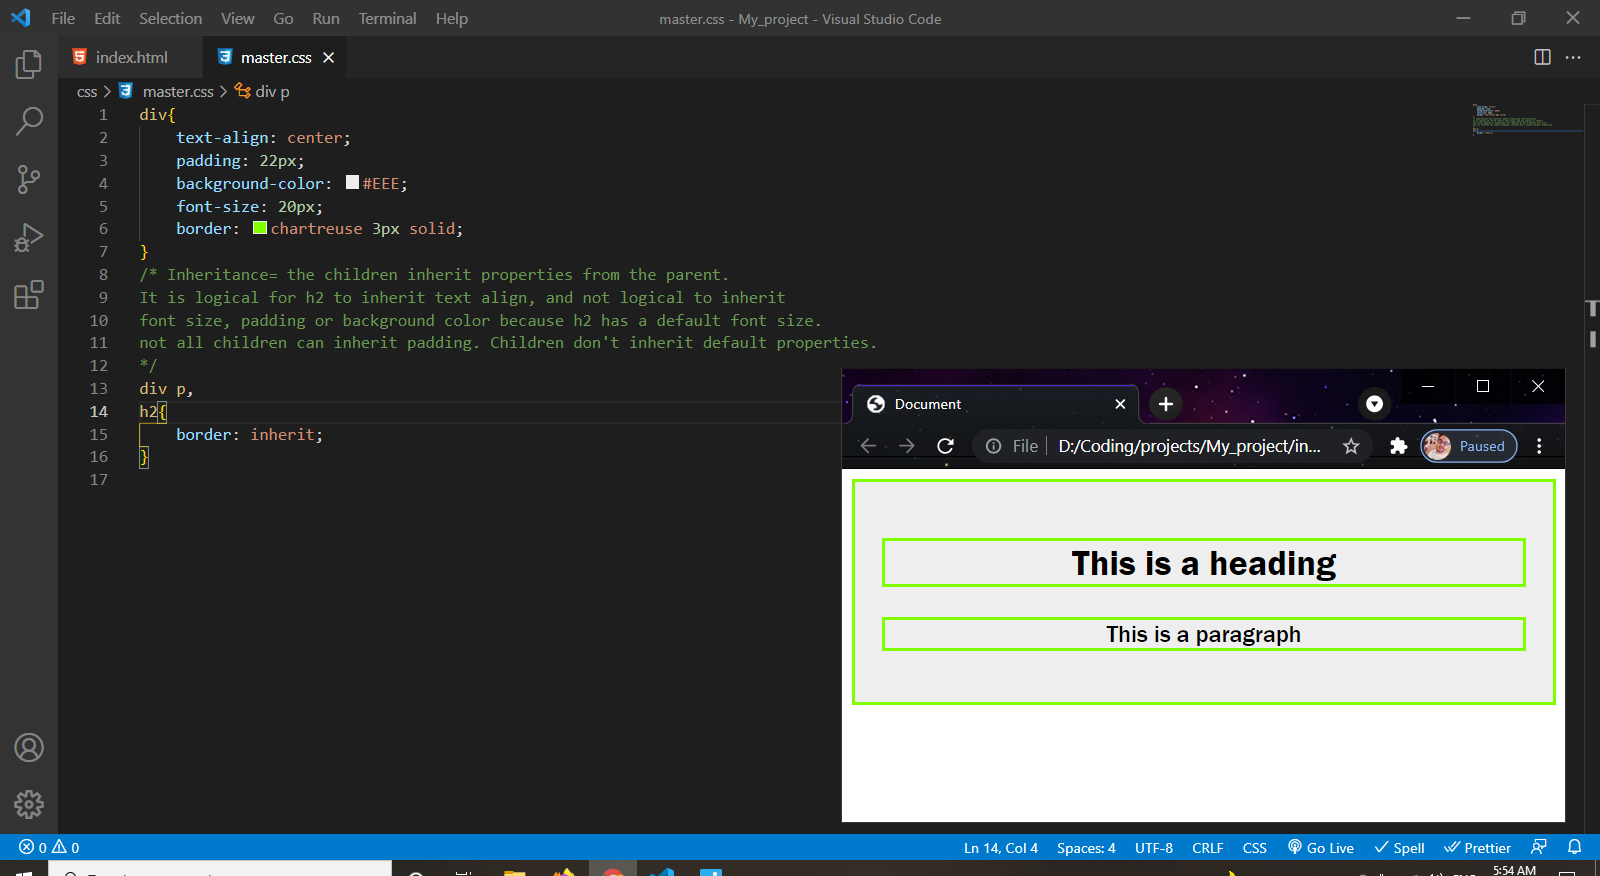 File Edit Selection View Go Run Terminal Help
master.css - My_project - Visual Studio Code
index.html
master.css
css > master.css > div p
1 div{
2 text-align: center;
3 padding: 22px;
4 background-color: #EEE;
5 font-size: 20px;
6 border: chartreuse 3px solid;
7 }
8 /* Inheritance= the children inherit properties from the parent.
9 It is logical for h2 to inherit text align, and not logical to inherit
10 font size, padding or background color because h2 has a default font size.
11 not all children can inherit padding. Children don't inherit default properties.
12 */
13 div p,
14 h2{
15 border: inherit;
16 }
17
Document
File | D:/Coding/projects/My_project/in...
Paused
This is a heading
This is a paragraph
0 0
Ln 14, Col 4 Spaces: 4 UTF-8 CRLF CSS Go Live Spell Prettier
5:54 AM